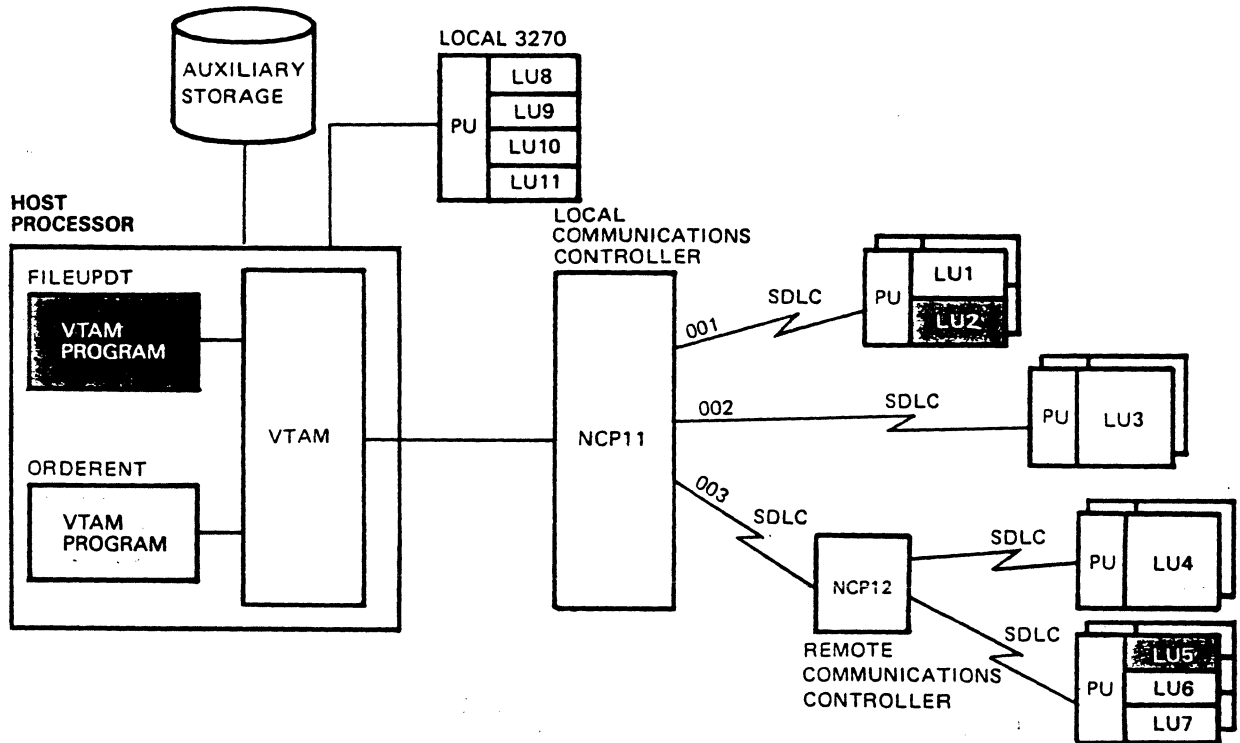 AUXILIARY
STORAGE
LOCAL 3270
PU
LU8
LU9
LU10
LU11
HOST
PROCESSOR
FILEUPDT
VTAM
PROGRAM
ORDERENT
VTAM
PROGRAM
VTAM
LOCAL
COMMUNICATIONS
CONTROLLER
NCP11
001
SDLC
PU
LU1
LU2
002
SDLC
PU
LU3
003
SDLC
NCP12
REMOTE
COMMUNICATIONS
CONTROLLER
SDLC
PU
LU4
SDLC
PU
LU5
LU6
LU7